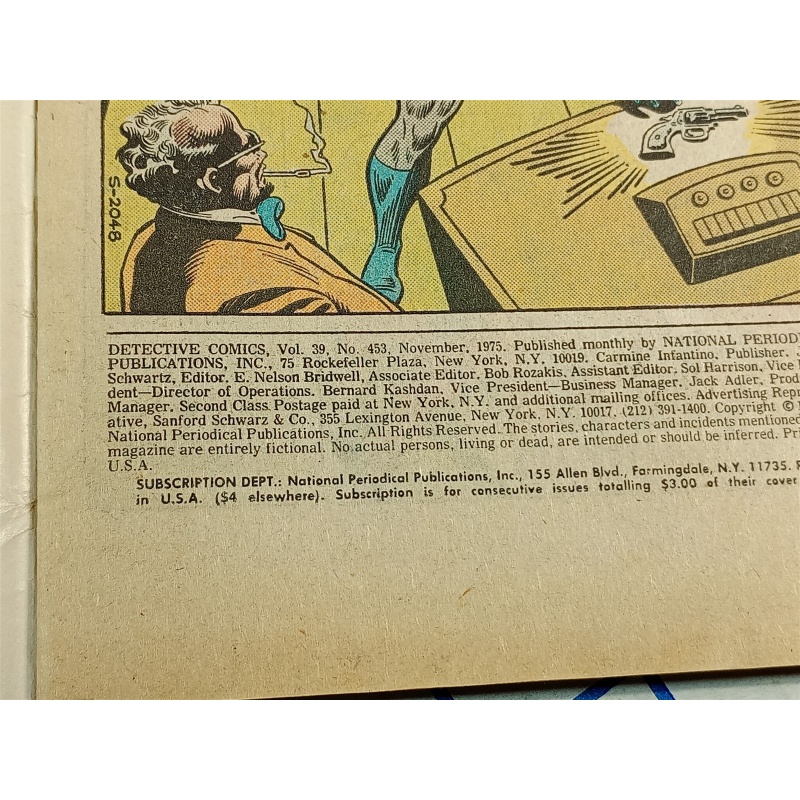 S-2048
DETECTIVE COMICS, Vol. 39, No. 453, November, 1975. Published monthly by NATIONAL PERIOD
PUBLICATIONS, INC., 75 Rockefeller Plaza, New York, N.Y. 10019. Carmine Infantino, Publisher.
Schwartz, Editor. E. Nelson Bridwell, Associate Editor. Bob Rozakis, Assistant Editor. Sol Harrison, Vice
dent—Director of Operations. Bernard Kashdan, Vice President—Business Manager. Jack Adler, Prod
Manager. Second Class Postage paid at New York, N.Y. and additional mailing offices. Advertising Repr
ative, Sanford Schwarz & Co., 355 Lexington Avenue, New York, N.Y. 10017, (212) 391-1400. Copyright ©
National Periodical Publications, Inc. All Rights Reserved. The stories, characters and incidents mentioned
magazine are entirely fictional. No actual persons, living or dead, are intended or should be inferred. Pri
U.S.A.
SUBSCRIPTION DEPT.: National Periodical Publications, Inc., 155 Allen Blvd., Farmingdale, N.Y. 11735.
in U.S.A. ($4 elsewhere). Subscription is for consecutive issues totalling $3.00 of their cover